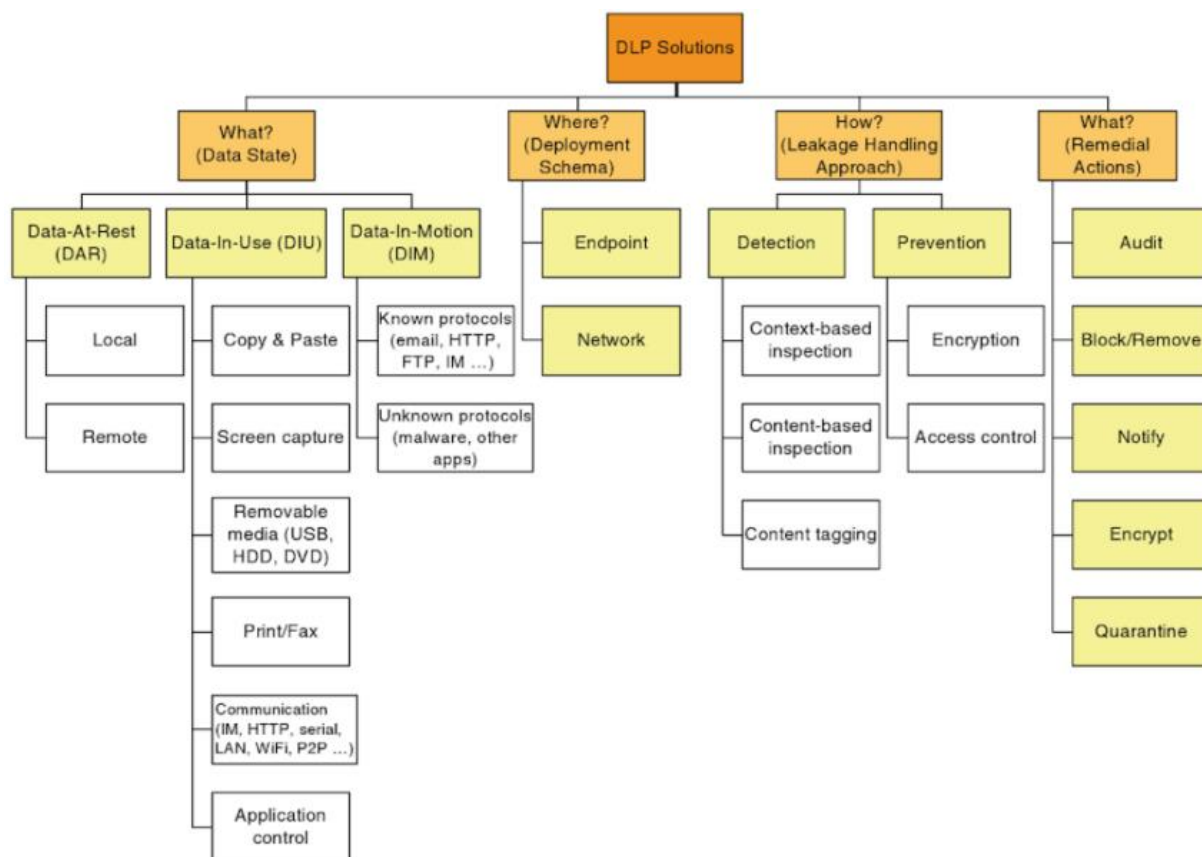 DLP Solutions
What?
(Data State)
Where?
(Deployment
Schema)
How?
(Leakage Handling
Approach)
What?
(Remedial
Actions)
Data-At-Rest
(DAR)
Data-In-Use (DIU)
Data-In-Motion
(DIM)
Endpoint
Detection
Prevention
Audit
Local
Copy & Paste
Known protocols
(email, HTTP,
FTP, IM ...)
Network
Context-based
inspection
Encryption
Block/Remove
Remote
Screen capture
Unknown protocols
(malware, other
apps)
Content-based
inspection
Access control
Notify
Removable
media (USB,
HDD, DVD)
Content tagging
Encrypt
Print/Fax
Quarantine
Communication
(IM, HTTP, serial,
LAN, WiFi, P2P ...)
Application
control